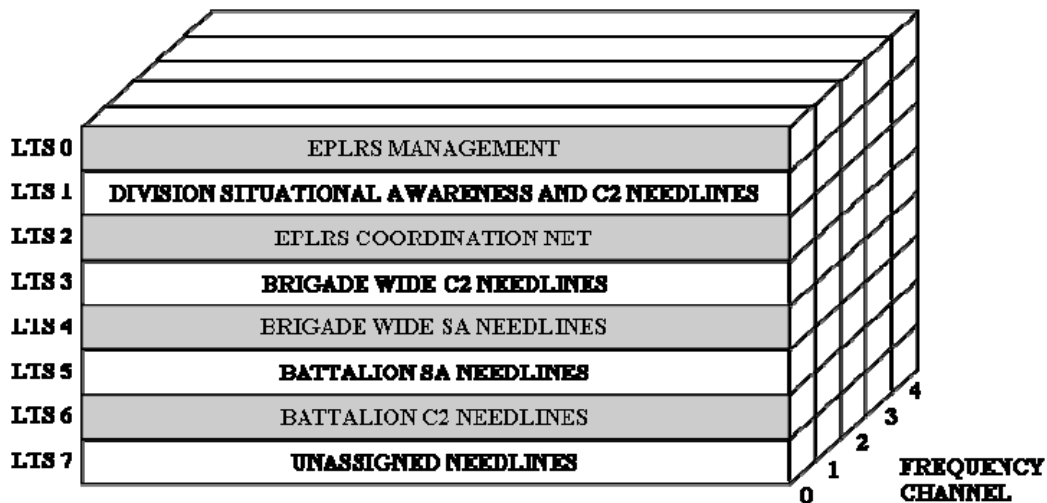 LTS 0 EPLRS MANAGEMENT
LTS 1 DIVISION SITUATIONAL AWARENESS AND C2 NEEDLINES
LTS 2 EPLRS COORDINATION NET
LTS 3 BRIGADE WIDE C2 NEEDLINES
LTS 4 BRIGADE WIDE SA NEEDLINES
LTS 5 BATTALION SA NEEDLINES
LTS 6 BATTALION C2 NEEDLINES
LTS 7 UNASSIGNED NEEDLINES
0 1 2 3 4
FREQUENCY
CHANNEL